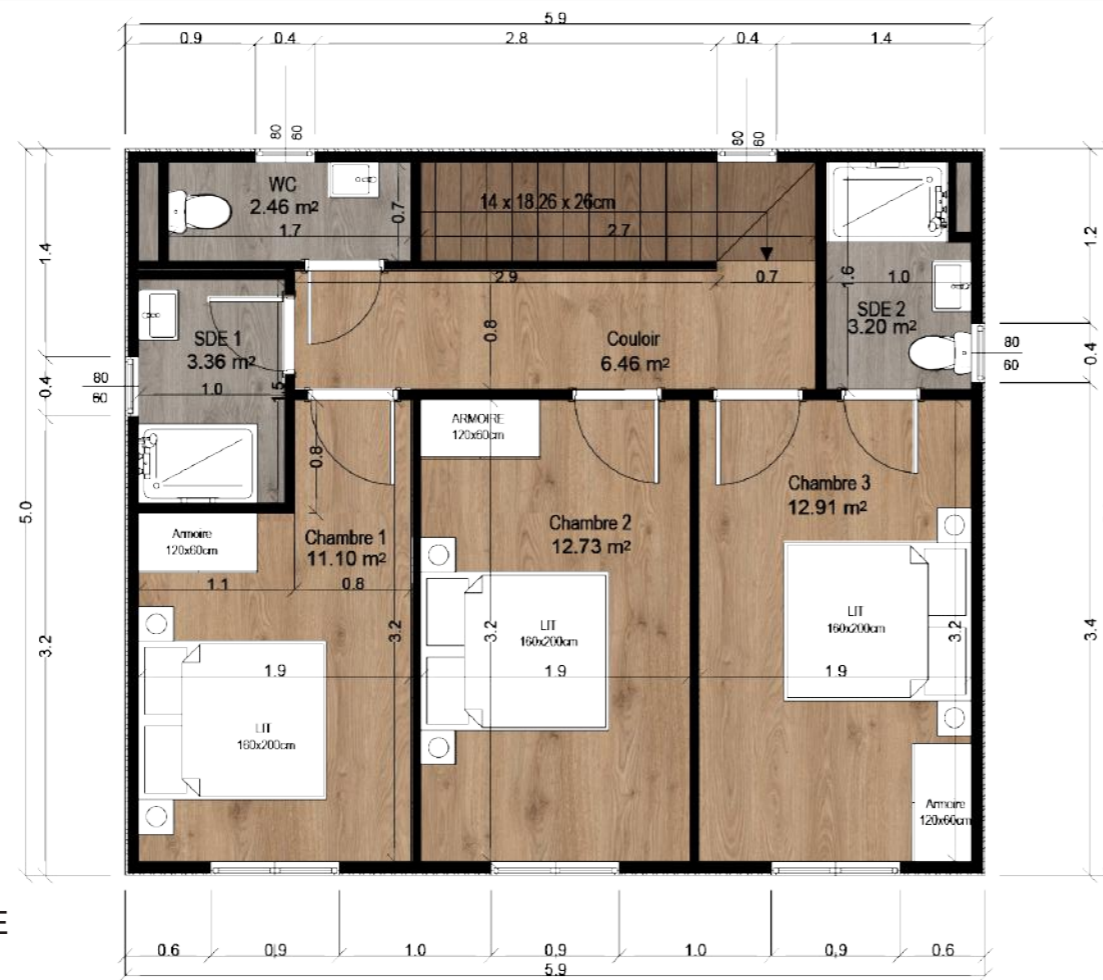 5.9
0.9
0.4
2.8
0.4
1.4
80
60
80
60
WC
2.46 m²
1.7
0.7
14 x 18.26 x 26cm
2.7
2.9
0.7
1.6
1.0
SDE 2
3.20 m²
80
60
SDE 1
3.36 m²
1.0
1.5
80
60
0.8
Couloir
6.46 m²
1.4
0.4
3.2
5.0
1.2
0.4
3.4
ARMOIRE
120x60cm
0.8
Armoire
120x60cm
Chambre 1
11.10 m²
1.1
0.8
3.2
1.9
LIT
160x200cm
Chambre 2
12.73 m²
3.2
LIT
160x200cm
1.9
Chambre 3
12.91 m²
LIT
160x200cm
3.2
1.9
Armoire
120x60cm
E
0.6
0.9
1.0
0.9
1.0
0.9
0.6
5.9